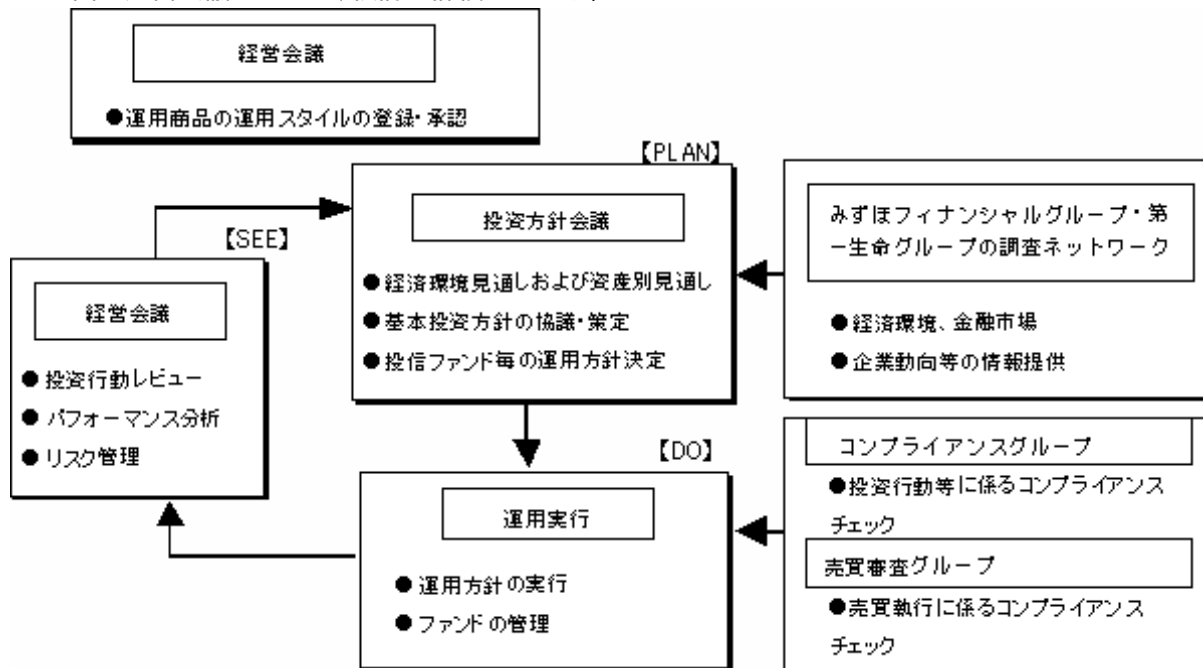 経営会議
●運用商品の運用スタイルの登録・承認
【PLAN】
投資方針会議
●経済環境見通しおよび資産別見通し
●基本投資方針の協議・策定
●投信ファンド毎の運用方針決定
みずほフィナンシャルグループ・第
一生命グループの調査ネットワーク
●経済環境、金融市場
●企業動向等の情報提供
【SEE】
経営会議
●投資行動レビュー
●パフォーマンス分析
●リスク管理
【DO】
運用実行
●運用方針の実行
●ファンドの管理
コンプライアンスグループ
●投資行動等に係るコンプライアンス
チェック
売買審査グループ
●売買執行に係るコンプライアンス
チェック